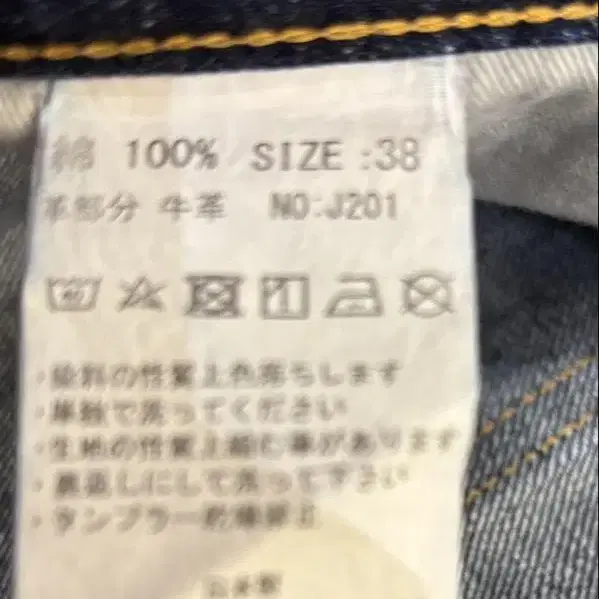 綿 100% SIZE:38
革部分 牛革 NO:J201
・染料の性質上色落ちします
・単独で洗ってください
・生地の性質上縮む事があります
・裏返しにして洗って下さい
・タンブラー乾燥禁止
日本製